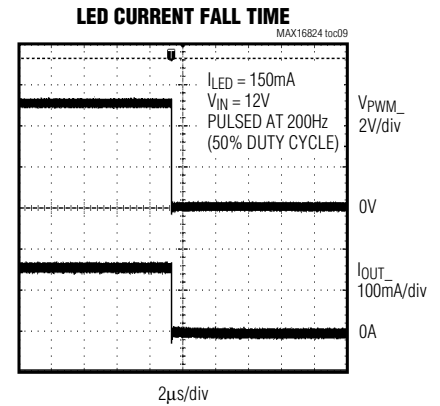 LED CURRENT FALL TIME
MAX16824 toc09
T
ILED = 150mA
VIN = 12V
PULSED AT 200Hz
(50% DUTY CYCLE)
VPWM_
2V/div
0V
IOUT_
100mA/div
0A
2μs/div